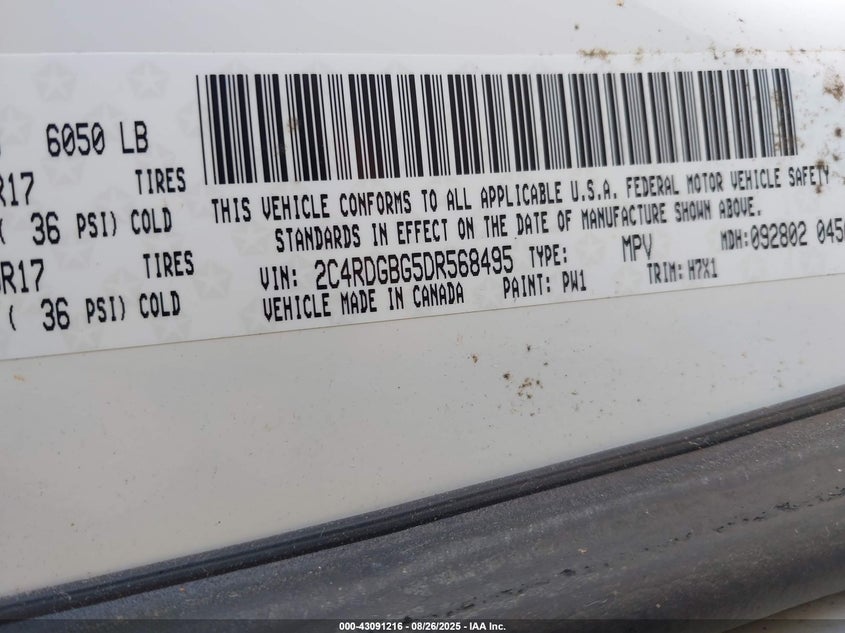 6050 LB
R17 TIRES
( 36 PSI) COLD
R17 TIRES
( 36 PSI) COLD
THIS VEHICLE CONFORMS TO ALL APPLICABLE U.S.A. FEDERAL MOTOR VEHICLE SAFETY
STANDARDS IN EFFECT ON THE DATE OF MANUFACTURE SHOWN ABOVE.
VIN: 2C4RDGBG5DR568495 TYPE: MPV MDH:092802 045
VEHICLE MADE IN CANADA PAINT: PW1 TRIM: H7X1
000-43091216 - 08/26/2025 - IAA Inc.